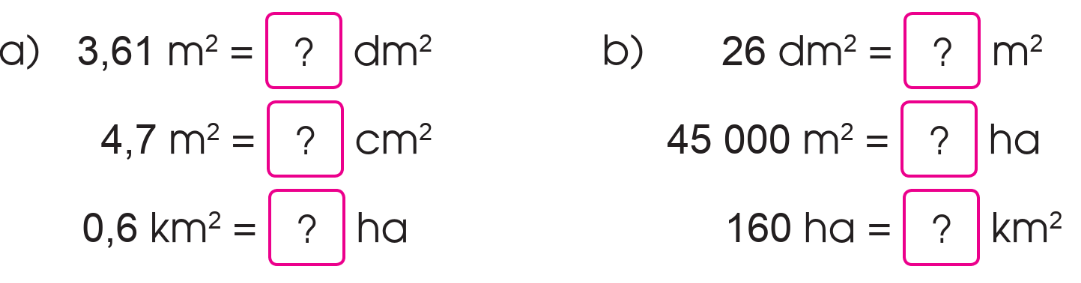 a) 3,61 m² = ? dm²
4,7 m² = ? cm²
0,6 km² = ? ha
b) 26 dm² = ? m²
45 000 m² = ? ha
160 ha = ? km²